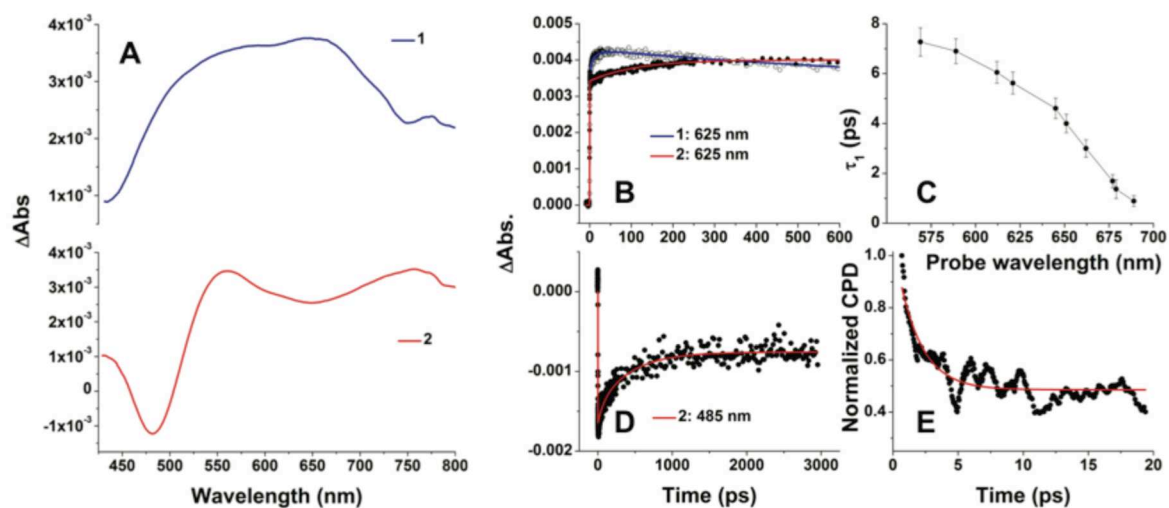 A
1
4x10⁻³
3x10⁻³
2x10⁻³
1x10⁻³
2
4x10⁻³
3x10⁻³
2x10⁻³
1x10⁻³
0
-1x10⁻³
ΔAbs
450 500 550 600 650 700 750 800
Wavelength (nm)
B
0.005
0.004
0.003
0.002
0.001
0.000
1: 625 nm
2: 625 nm
0 100 200 300 400 500 600
ΔAbs.
C
8
6
4
2
0
τ₁ (ps)
575 600 625 650 675 700
Probe wavelength (nm)
D
0.000
-0.001
-0.002
2: 485 nm
0 1000 2000 3000
Time (ps)
E
1.0
0.8
0.6
0.4
Normalized CPD
0 5 10 15 20
Time (ps)